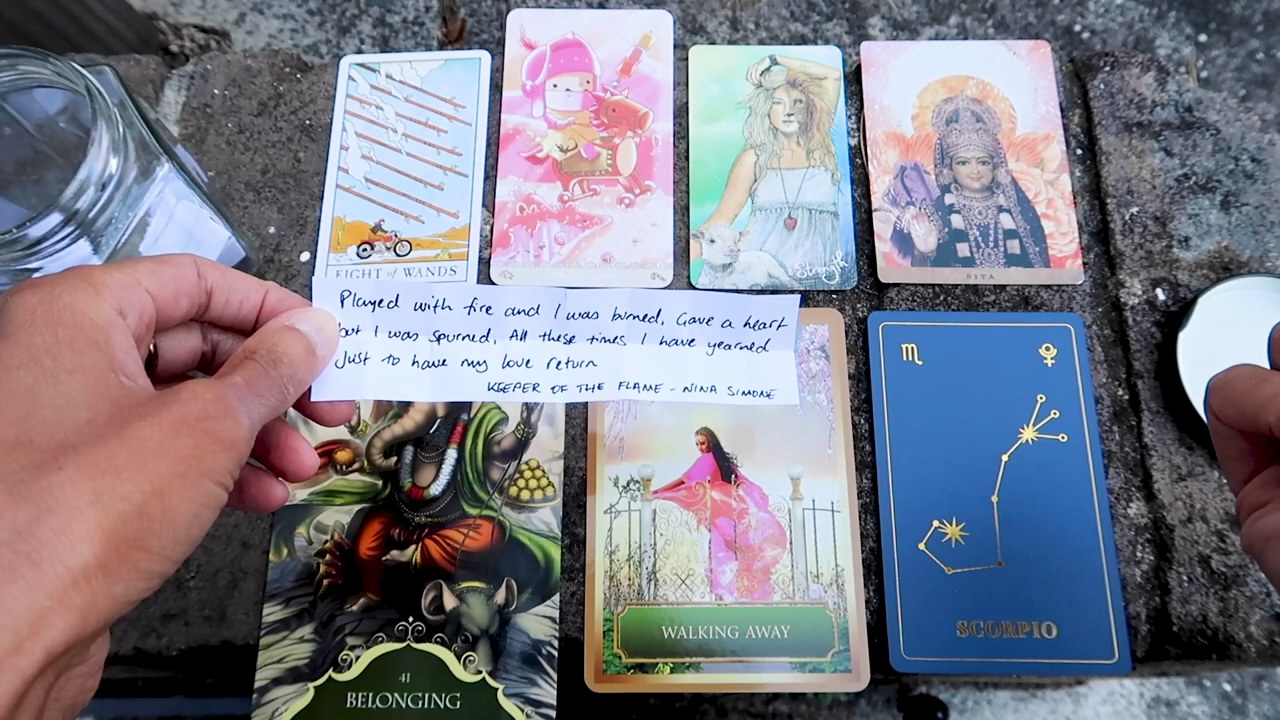 EIGHT of WANDS
Strength
SITA
Played with fire and I was burned, Gave a heart
but I was spurned, All these times I have yearned
Just to have my love return
KEEPER OF THE FLAME - NINA SIMONE
41
BELONGING
WALKING AWAY
♏
SCORPIO